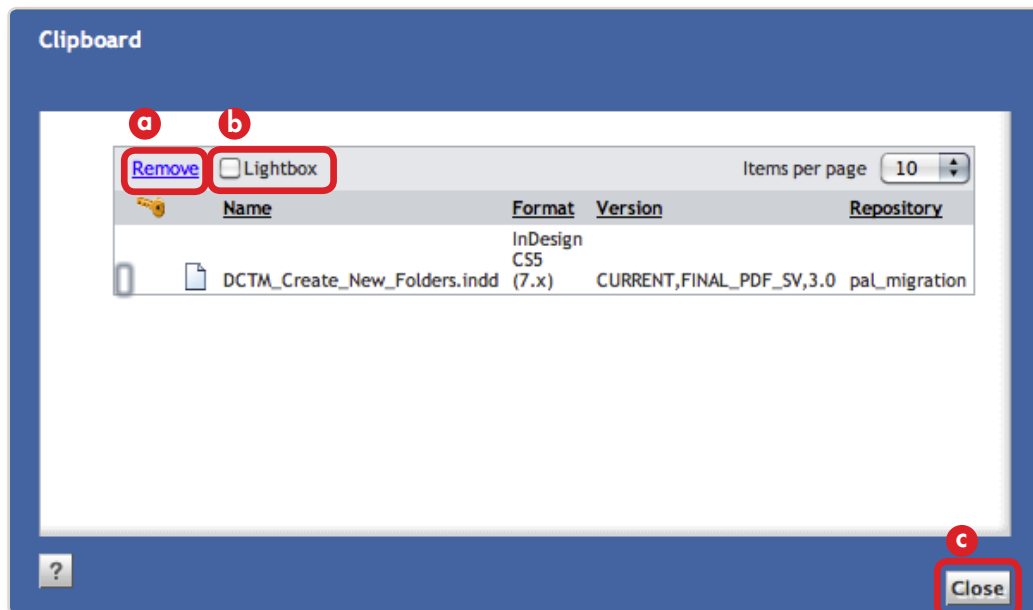 Clipboard
a b
Remove Lightbox Items per page 10
Name Format Version Repository
InDesign
CS5
DCTM_Create_New_Folders.indd (7.x) CURRENT,FINAL_PDF_SV,3.0 pal_migration
c
? Close